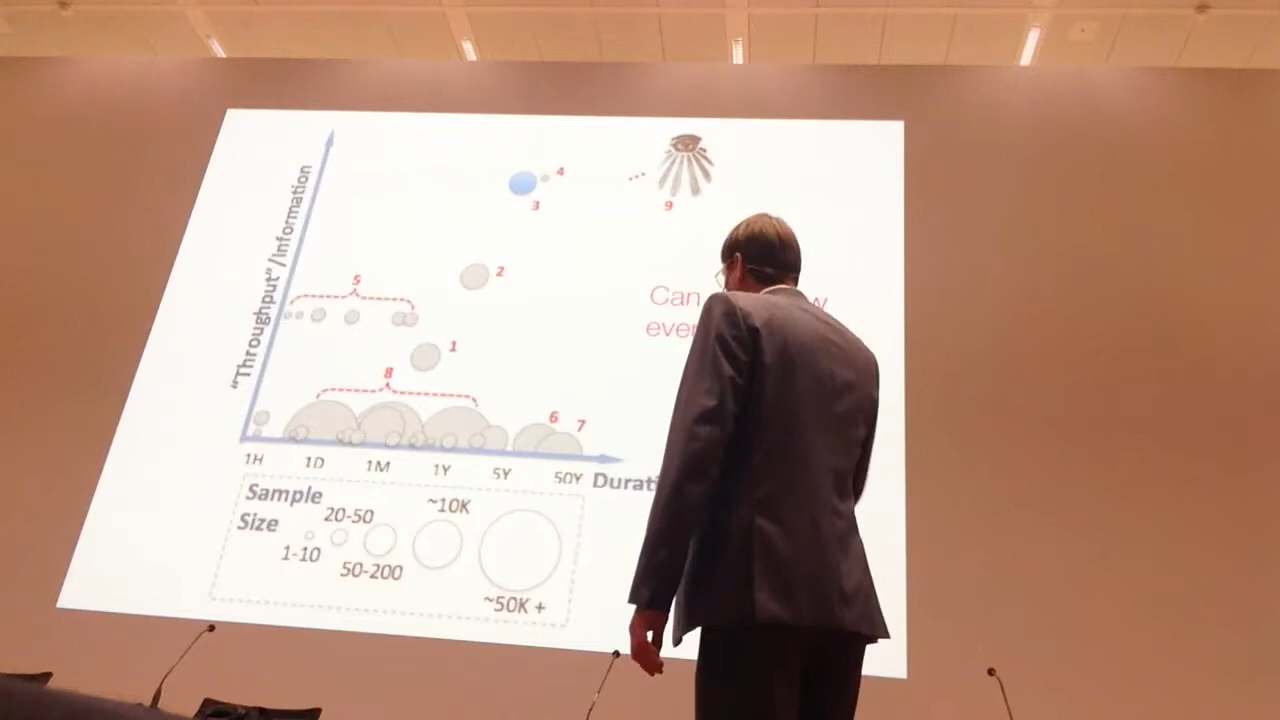 "Throughput"/Information
4
3
9
2
5
1
8
6
7
1H 1D 1M 1Y 5Y 50Y
Sample
Size
1-10
20-50
50-200
~10K
~50K +
Can